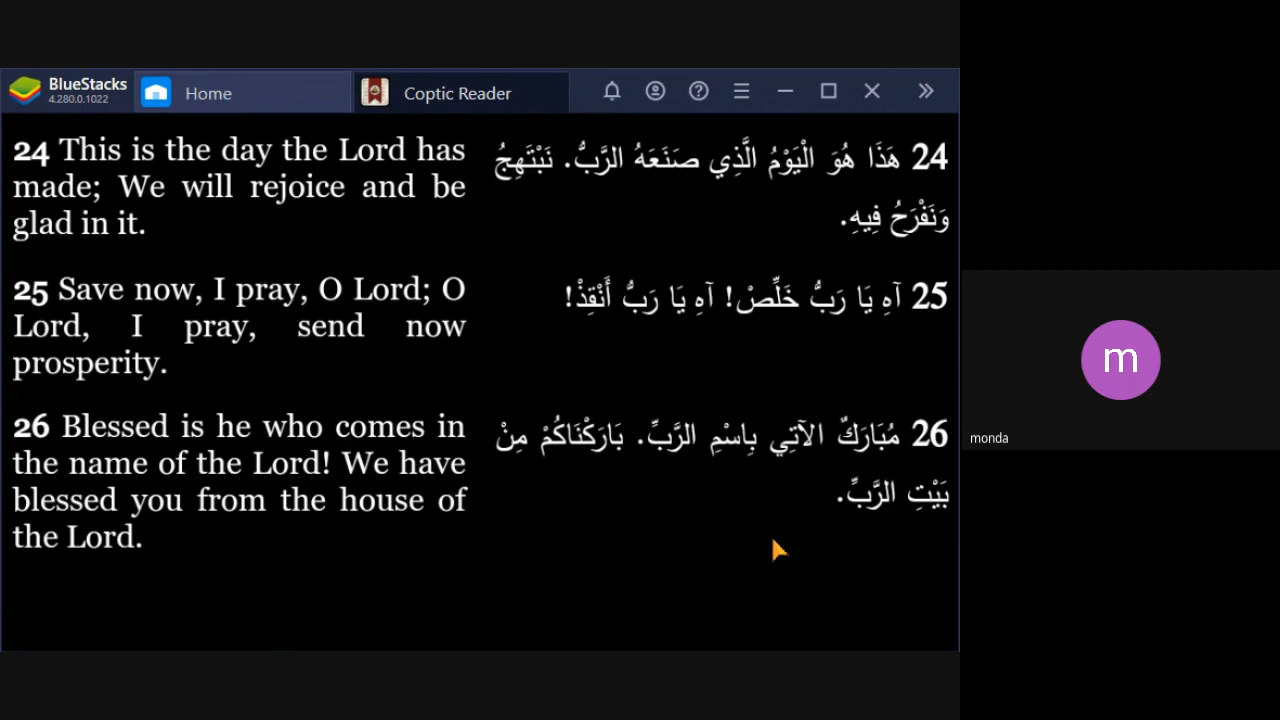 BlueStacks
4.280.0.1022
Home
Coptic Reader
24 This is the day the Lord has
made; We will rejoice and be
glad in it.
24 هَذَا هُوَ الْيَوْمُ الَّذِي صَنَعَهُ الرَّبُّ. نَبْتَهِجُ
وَنَفْرَحُ فِيهِ.
25 Save now, I pray, O Lord; O
Lord, I pray, send now
prosperity.
25 آهِ يَا رَبُّ خَلِّصْ! آهِ يَا رَبُّ أَنْقِذْ!
26 Blessed is he who comes in
the name of the Lord! We have
blessed you from the house of
the Lord.
26 مُبَارَكٌ الآتِي بِاسْمِ الرَّبِّ. بَارَكْنَاكُمْ مِنْ
بَيْتِ الرَّبِّ.
m
monda